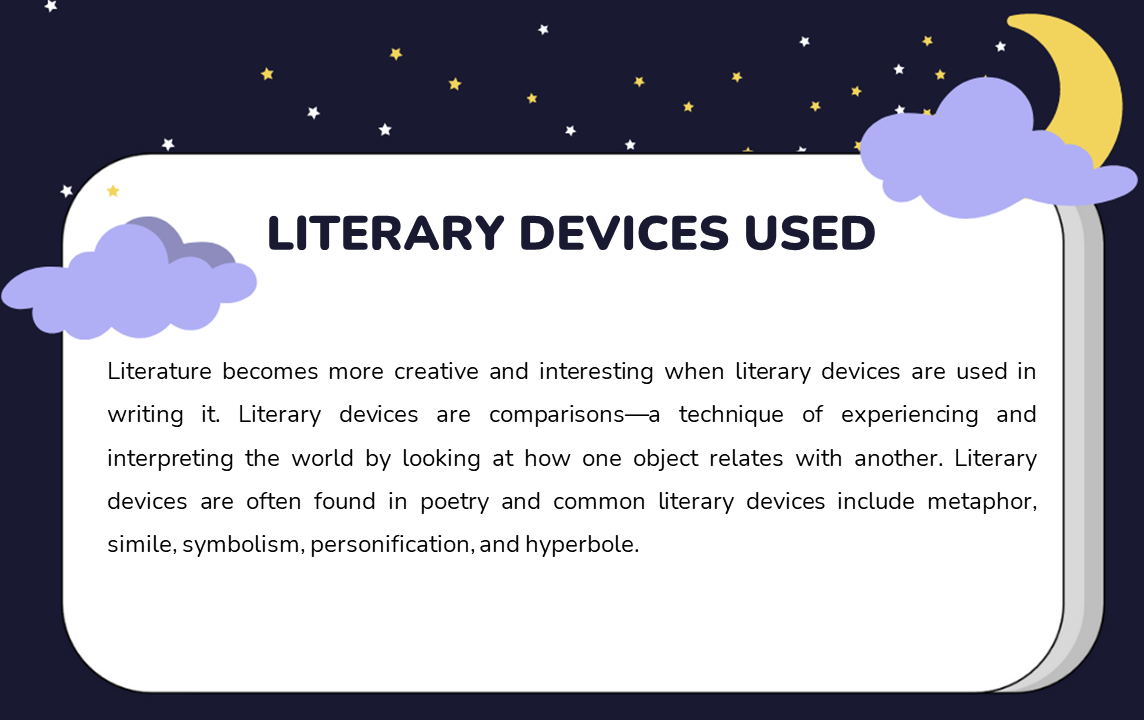 LITERARY DEVICES USED
Literature becomes more creative and interesting when literary devices are used in
writing it. Literary devices are comparisons—a technique of experiencing and
interpreting the world by looking at how one object relates with another. Literary
devices are often found in poetry and common literary devices include metaphor,
simile, symbolism, personification, and hyperbole.